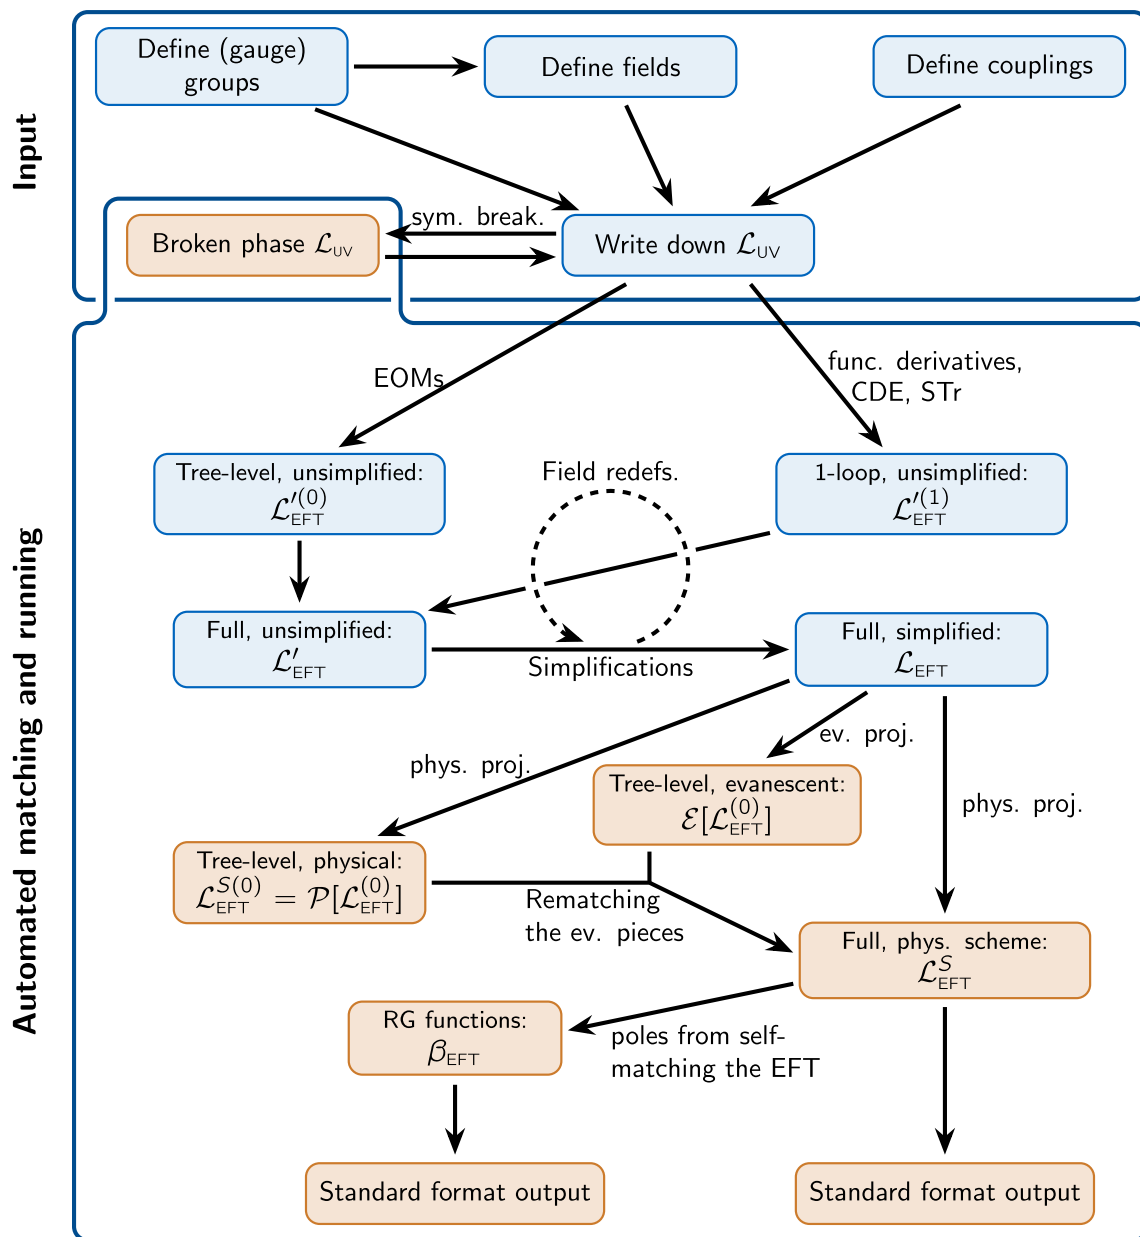 Input
Define (gauge)
groups
Define fields
Define couplings
sym. break.
Broken phase ℒ_UV
Write down ℒ_UV
Automated matching and running
EOMs
func. derivatives,
CDE, STr
Tree-level, unsimplified:
ℒ′^(0)_EFT
Field redefs.
1-loop, unsimplified:
ℒ′^(1)_EFT
Full, unsimplified:
ℒ′_EFT
Simplifications
Full, simplified:
ℒ_EFT
phys. proj.
ev. proj.
Tree-level, evanescent:
ℰ[ℒ^(0)_EFT]
phys. proj.
Tree-level, physical:
ℒ^S(0)_EFT = 𝒫[ℒ^(0)_EFT]
Rematching
the ev. pieces
Full, phys. scheme:
ℒ^S_EFT
RG functions:
β_EFT
poles from self-
matching the EFT
Standard format output
Standard format output